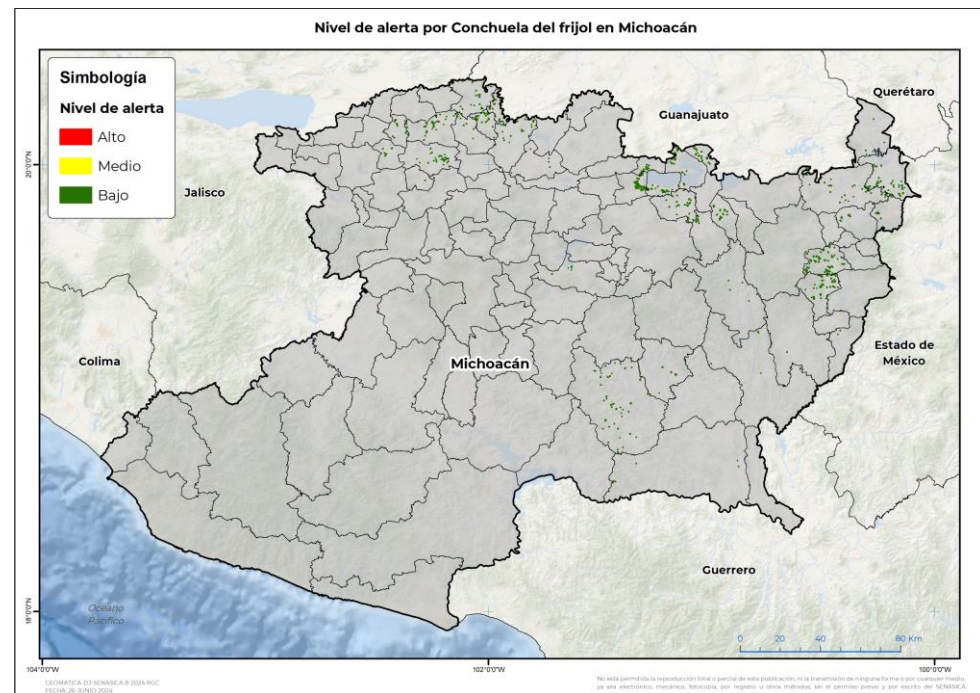 Nivel de alerta por Conchuela del frijol en Michoacán
Simbología
Nivel de alerta
Alto
Medio
Bajo
Querétaro
Guanajuato
Jalisco
Colima
Michoacán
Estado de
México
Guerrero
Océano
Pacífico
20°0'0"N
18°0'0"N
0 20 40 80 Km
104°0'0"W
102°0'0"W
100°0'0"W
GEOMÁTICA-DJ-SENASICA ® 2024 RGC
FECHA: 26-JUNIO-2024
No está permitida la reproducción total o parcial de esta publicación, ni la transmisión de ninguna forma o por cualquier medio,
ya sea electrónico, mecánico, fotocopia, por registro u otros métodos, sin el permiso previo y por escrito del SENASICA.